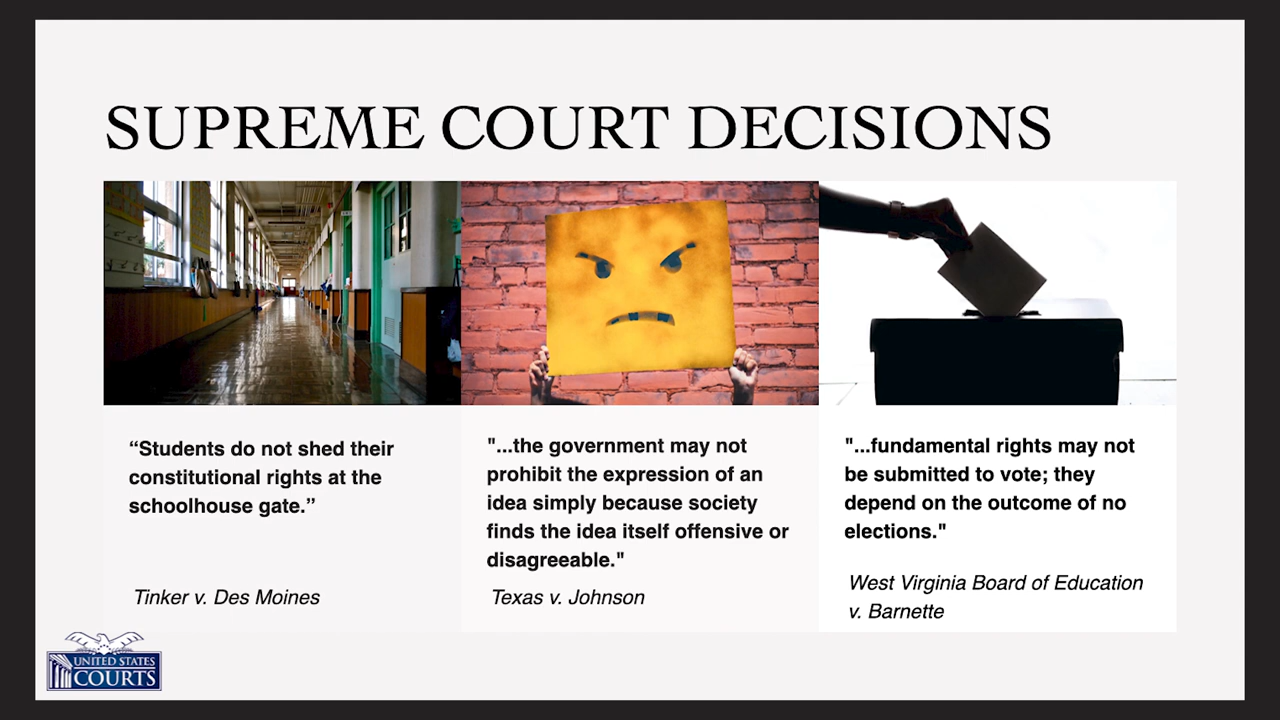 SUPREME COURT DECISIONS
“Students do not shed their
constitutional rights at the
schoolhouse gate.”
Tinker v. Des Moines
"...the government may not
prohibit the expression of an
idea simply because society
finds the idea itself offensive or
disagreeable."
Texas v. Johnson
"...fundamental rights may not
be submitted to vote; they
depend on the outcome of no
elections."
West Virginia Board of Education
v. Barnette
UNITED STATES
COURTS